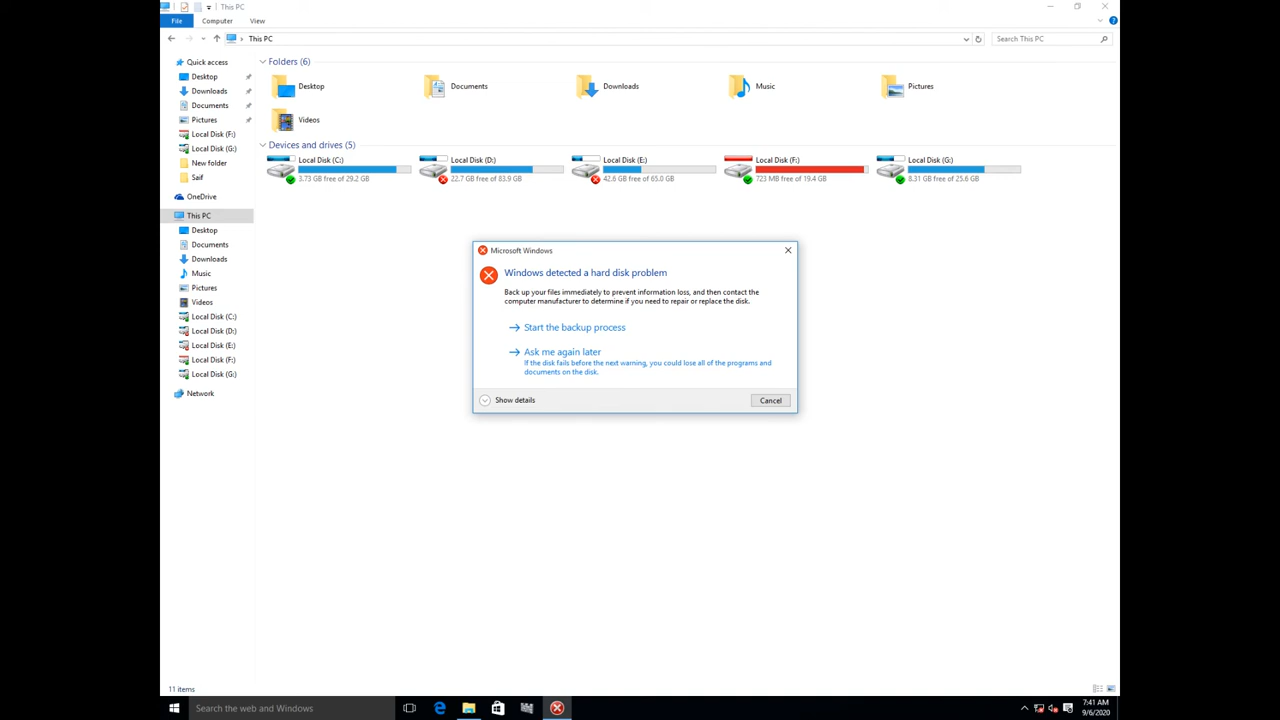 This PC
File
Computer
View
This PC
Search This PC
Quick access
Desktop
Downloads
Documents
Pictures
Local Disk (F:)
Local Disk (G:)
New folder
Saif
OneDrive
This PC
Desktop
Documents
Downloads
Music
Pictures
Videos
Local Disk (C:)
Local Disk (D:)
Local Disk (E:)
Local Disk (F:)
Local Disk (G:)
Network
Folders (6)
Desktop
Documents
Downloads
Music
Pictures
Videos
Devices and drives (5)
Local Disk (C:)
3.73 GB free of 29.2 GB
Local Disk (D:)
22.7 GB free of 83.9 GB
Local Disk (E:)
42.6 GB free of 65.0 GB
Local Disk (F:)
723 MB free of 19.4 GB
Local Disk (G:)
8.31 GB free of 25.6 GB
Microsoft Windows
Windows detected a hard disk problem
Back up your files immediately to prevent information loss, and then contact the
computer manufacturer to determine if you need to repair or replace the disk.
Start the backup process
Ask me again later
If the disk fails before the next warning, you could lose all of the programs and
documents on the disk.
Show details
Cancel
11 items
Search the web and Windows
7:41 AM
9/6/2020